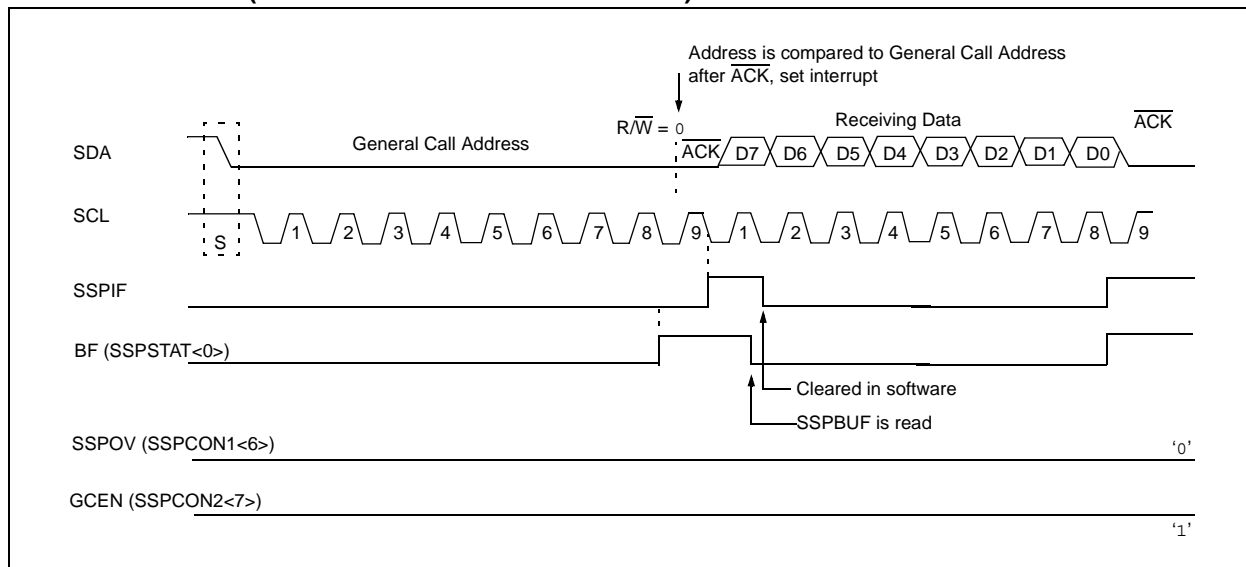 Address is compared to General Call Address
after ACK, set interrupt
R/W = 0
Receiving Data
ACK
SDA
General Call Address
ACK D7 D6 D5 D4 D3 D2 D1 D0
SCL
S 1 2 3 4 5 6 7 8 9 1 2 3 4 5 6 7 8 9
SSPIF
BF (SSPSTAT<0>)
Cleared in software
SSPBUF is read
SSPOV (SSPCON1<6>)
‘0’
GCEN (SSPCON2<7>)
‘1’